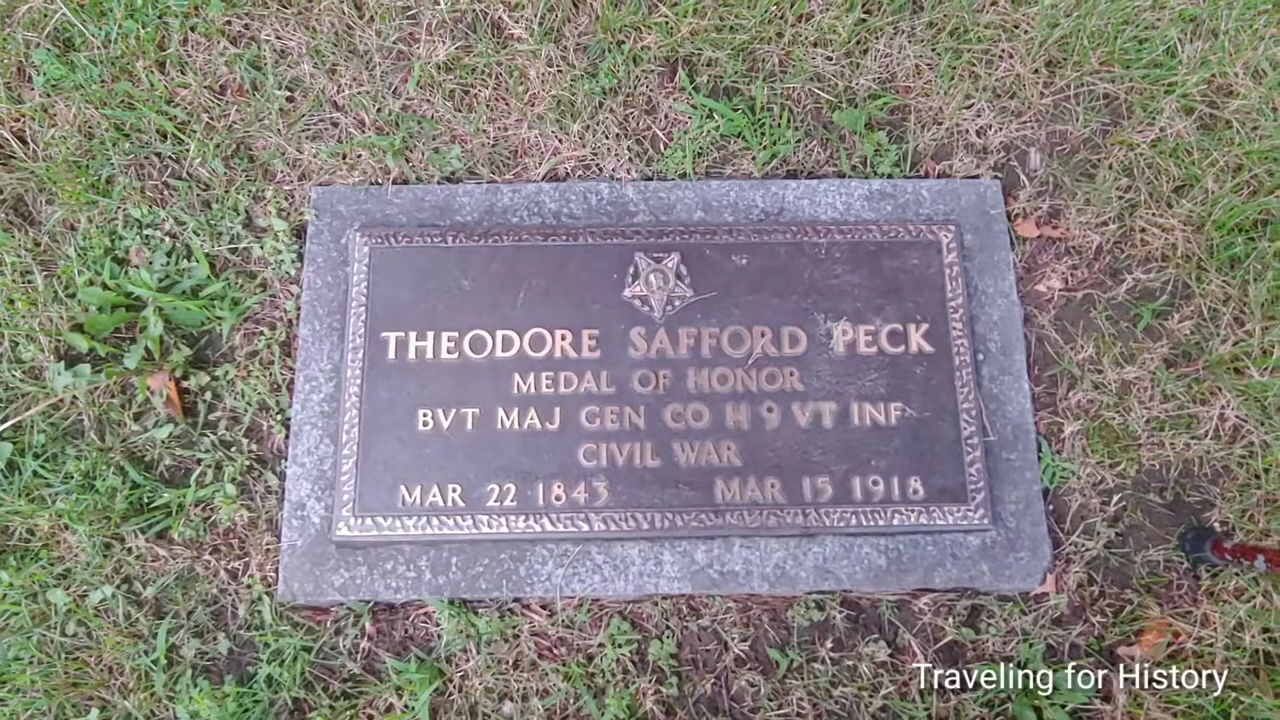 THEODORE SAFFORD PECK
MEDAL OF HONOR
BVT MAJ GEN CO H 9 VT INF
CIVIL WAR
MAR 22 1843 MAR 15 1918
Traveling for History